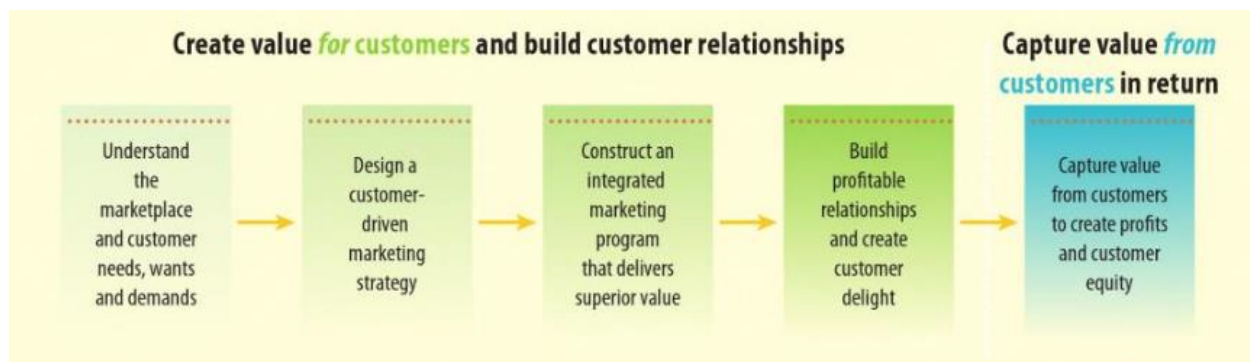 Create value for customers and build customer relationships
Capture value from
customers in return
Understand
the
marketplace
and customer
needs, wants
and demands
Design a
customer-
driven
marketing
strategy
Construct an
integrated
marketing
program
that delivers
superior value
Build
profitable
relationships
and create
customer
delight
Capture value
from customers
to create profits
and customer
equity